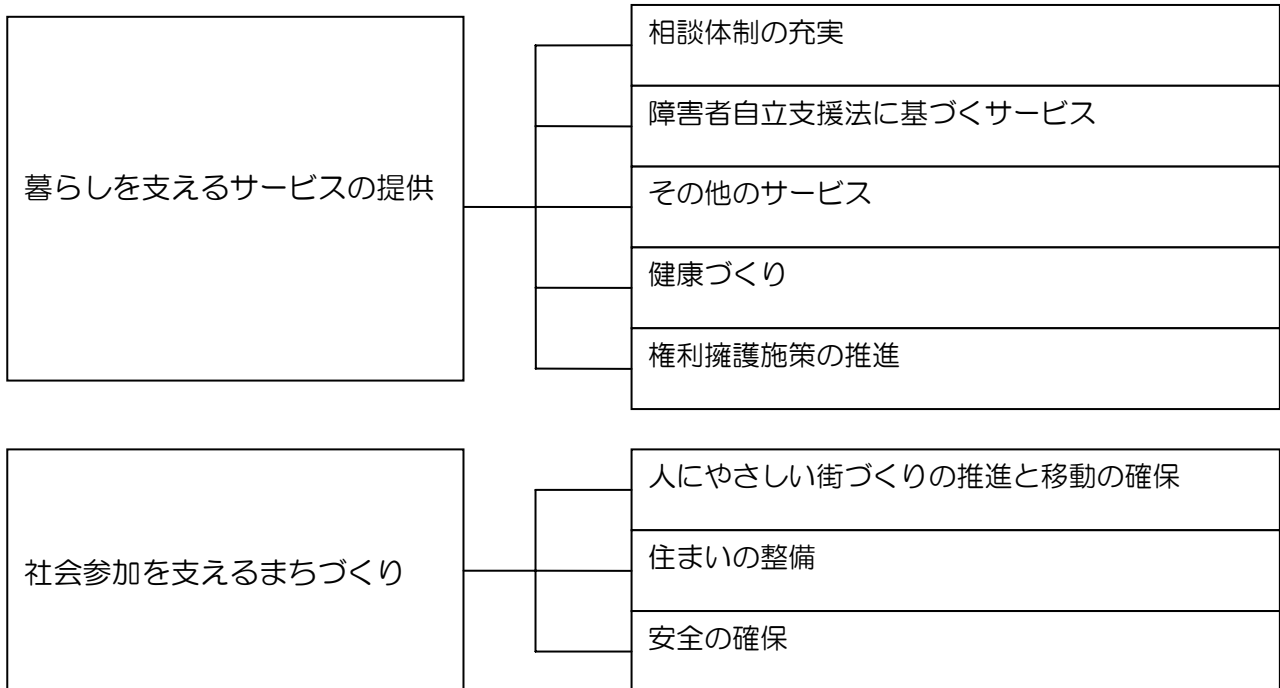 暮らしを支えるサービスの提供
相談体制の充実
障害者自立支援法に基づくサービス
その他のサービス
健康づくり
権利擁護施策の推進
社会参加を支えるまちづくり
人にやさしい街づくりの推進と移動の確保
住まいの整備
安全の確保